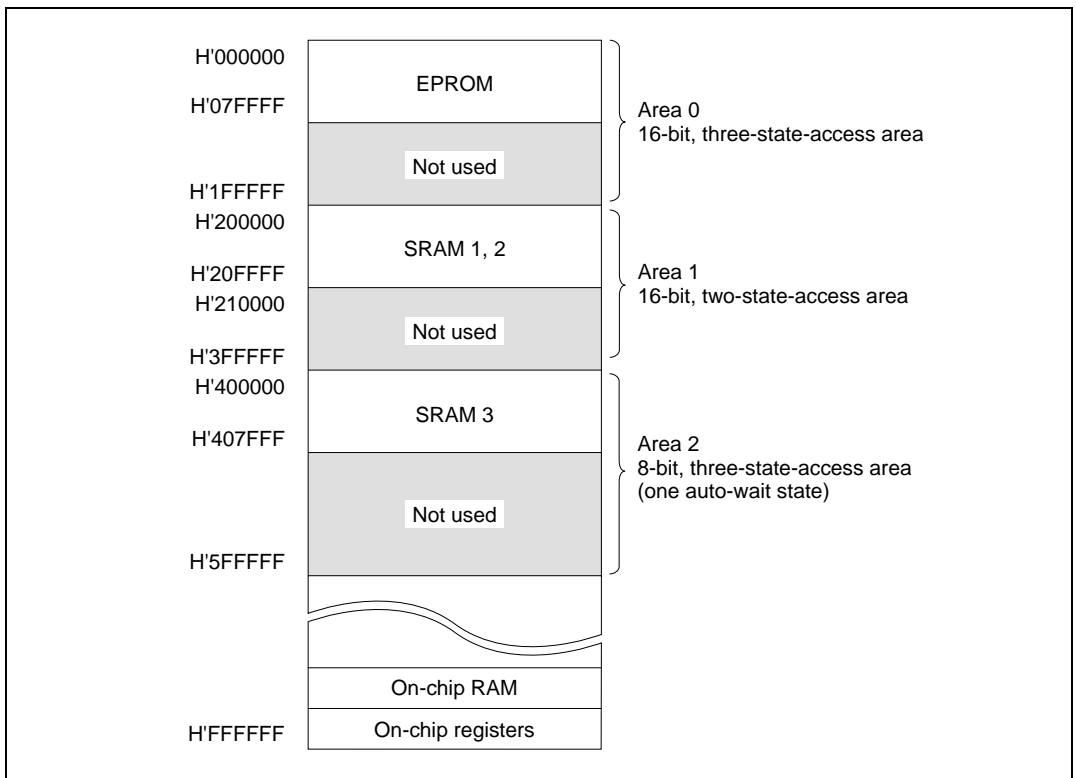 H'000000
EPROM
H'07FFFF
Area 0
16-bit, three-state-access area
Not used
H'1FFFFF
H'200000
SRAM 1, 2
H'20FFFF
Area 1
16-bit, two-state-access area
H'210000
Not used
H'3FFFFF
H'400000
SRAM 3
H'407FFF
Area 2
8-bit, three-state-access area
(one auto-wait state)
Not used
H'5FFFFF
On-chip RAM
H'FFFFFF
On-chip registers